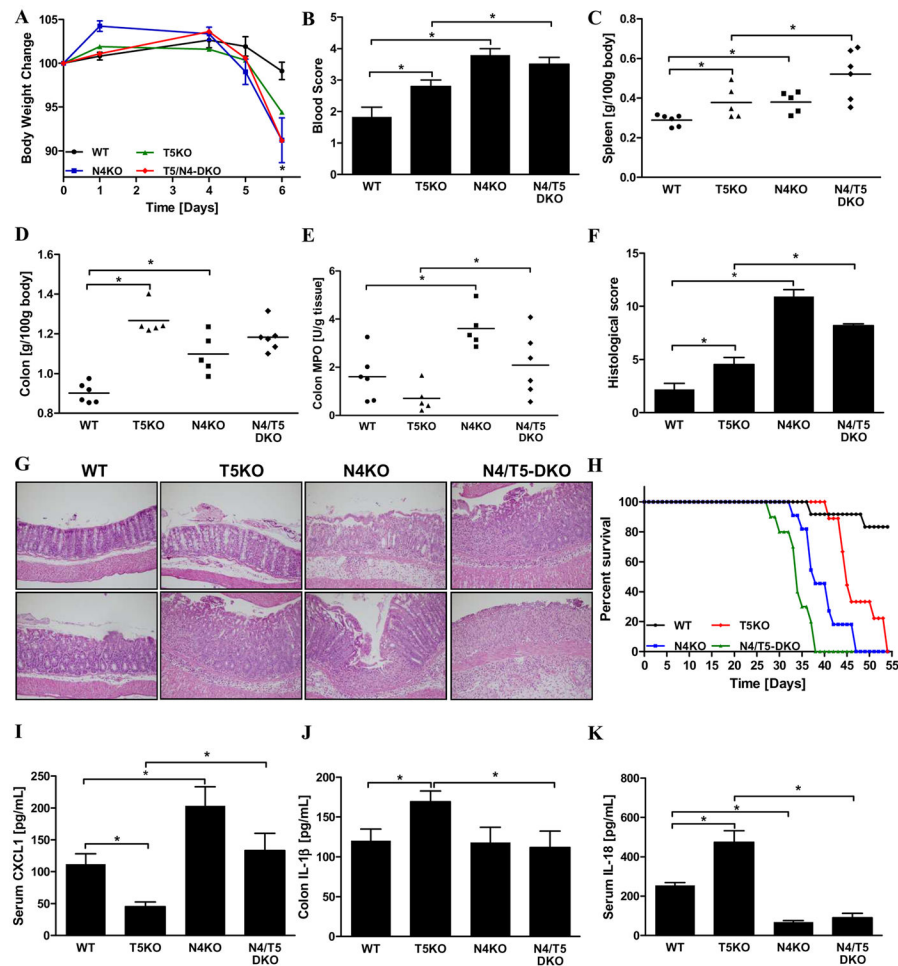 A
Body Weight Change
105
100
95
90
0
1
2
3
4
5
6
WT
T5KO
N4KO
T5/N4-DKO
*
Time [Days]
B
Blood Score
5
4
3
2
1
0
*
*
*
WT
T5KO
N4KO
N4/T5
DKO
C
Spleen [g/100g body]
0.8
0.6
0.4
0.2
0.0
*
*
*
WT
T5KO
N4KO
N4/T5
DKO
D
Colon [g/100g body]
1.6
1.4
1.2
1.0
0.8
*
*
WT
T5KO
N4KO
N4/T5
DKO
E
Colon MPO [U/g tissue]
6
4
2
0
*
*
WT
T5KO
N4KO
N4/T5
DKO
F
Histological score
15
10
5
0
*
*
*
WT
T5KO
N4KO
N4/T5
DKO
G
WT
T5KO
N4KO
N4/T5-DKO
H
Percent survival
100
80
60
40
20
0
WT
T5KO
N4KO
N4/T5-DKO
0 5 10 15 20 25 30 35 40 45 50 55
Time [Days]
I
Serum CXCL1 [pg/mL]
250
200
150
100
50
0
*
*
*
WT
T5KO
N4KO
N4/T5
DKO
J
Colon IL-1β [pg/mL]
200
150
100
50
0
*
*
WT
T5KO
N4KO
N4/T5
DKO
K
Serum IL-18 [pg/mL]
800
600
400
200
0
*
*
*
WT
T5KO
N4KO
N4/T5
DKO